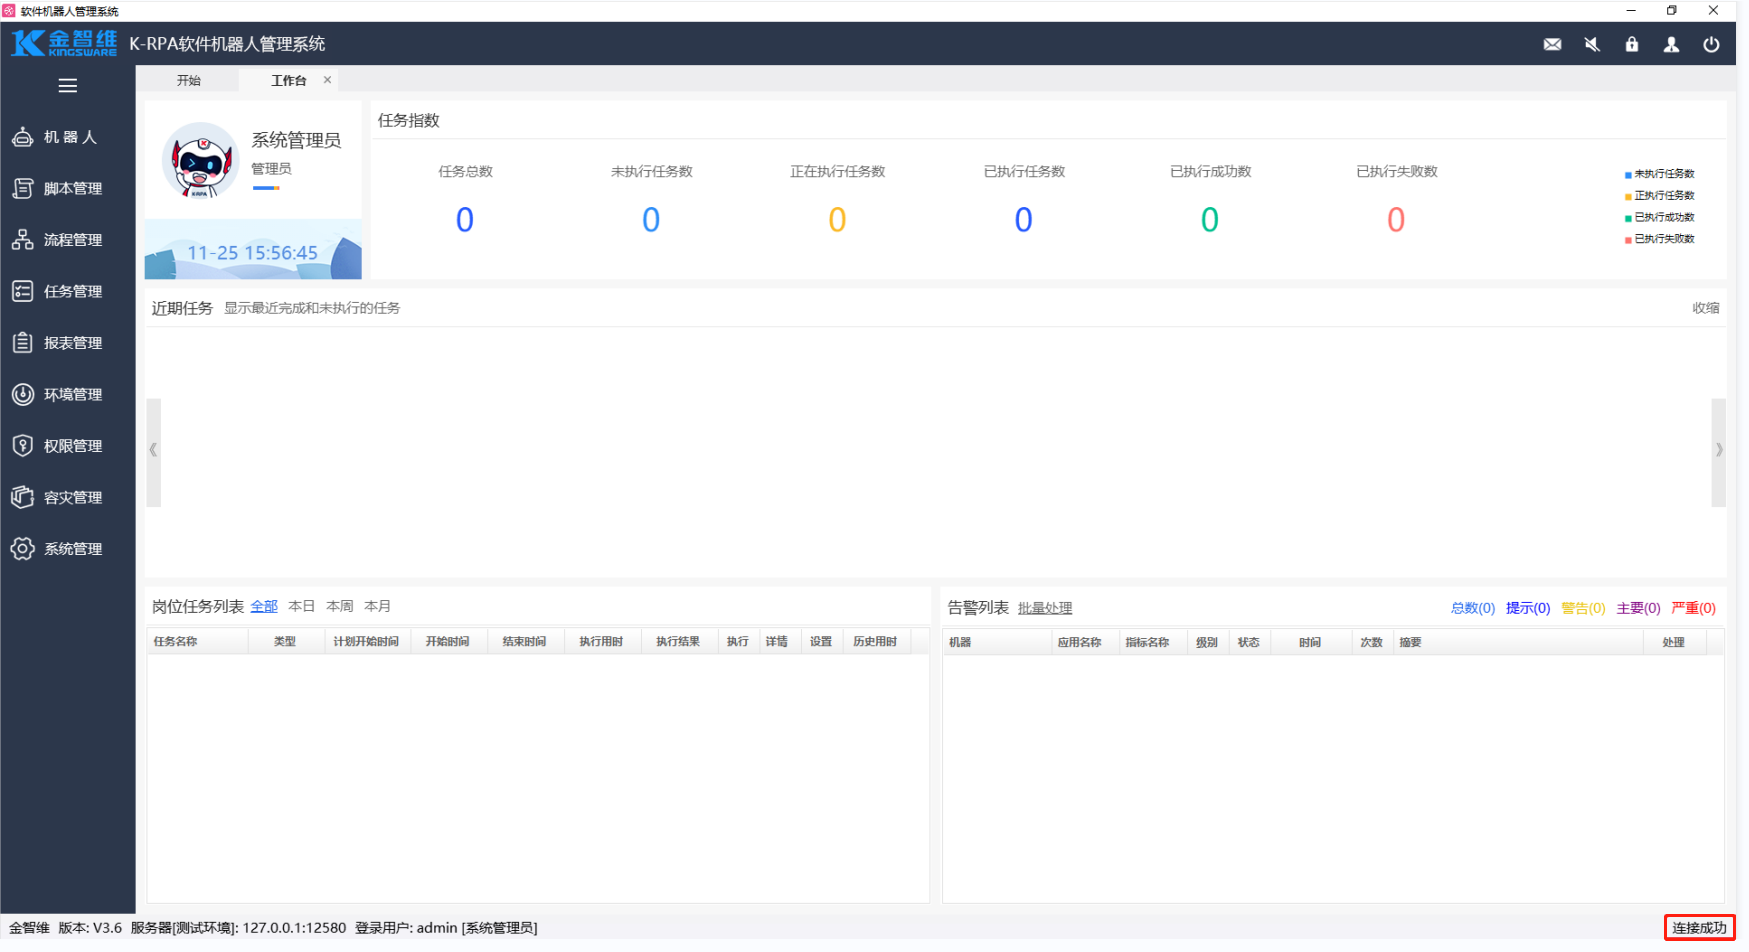 软件机器人管理系统
金智维 KINGSWARE K-RPA软件机器人管理系统
开始 工作台
机器人
脚本管理
流程管理
任务管理
报表管理
环境管理
权限管理
容灾管理
系统管理
系统管理员
管理员
K-RPA
11-25 15:56:45
任务指数
任务总数 未执行任务数 正在执行任务数 已执行任务数 已执行成功数 已执行失败数
0 0 0 0 0 0
未执行任务数
正执行任务数
已执行成功数
已执行失败数
近期任务 显示最近完成和未执行的任务 收缩
岗位任务列表 全部 本日 本周 本月
任务名称 类型 计划开始时间 开始时间 结束时间 执行用时 执行结果 执行 详情 设置 历史用时
告警列表 批量处理 总数(0) 提示(0) 警告(0) 主要(0) 严重(0)
机器 应用名称 指标名称 级别 状态 时间 次数 摘要 处理
金智维 版本: V3.6 服务器[测试环境]: 127.0.0.1:12580 登录用户: admin [系统管理员] 连接成功